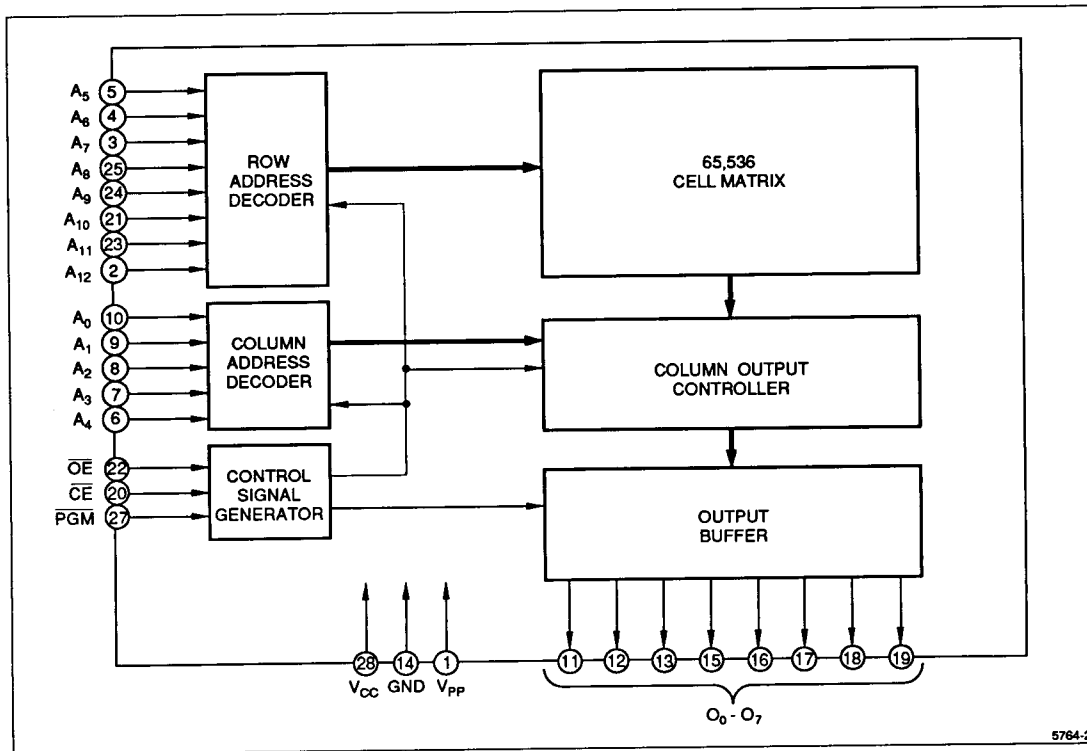 A5 5
A6 4
A7 3
A8 25
A9 24
A10 21
A11 23
A12 2
ROW
ADDRESS
DECODER
65,536
CELL MATRIX
A0 10
A1 9
A2 8
A3 7
A4 6
COLUMN
ADDRESS
DECODER
COLUMN OUTPUT
CONTROLLER
OE 22
CE 20
PGM 27
CONTROL
SIGNAL
GENERATOR
OUTPUT
BUFFER
28 14 1
VCC GND VPP
11 12 13 15 16 17 18 19
O0 - O7
5764-2